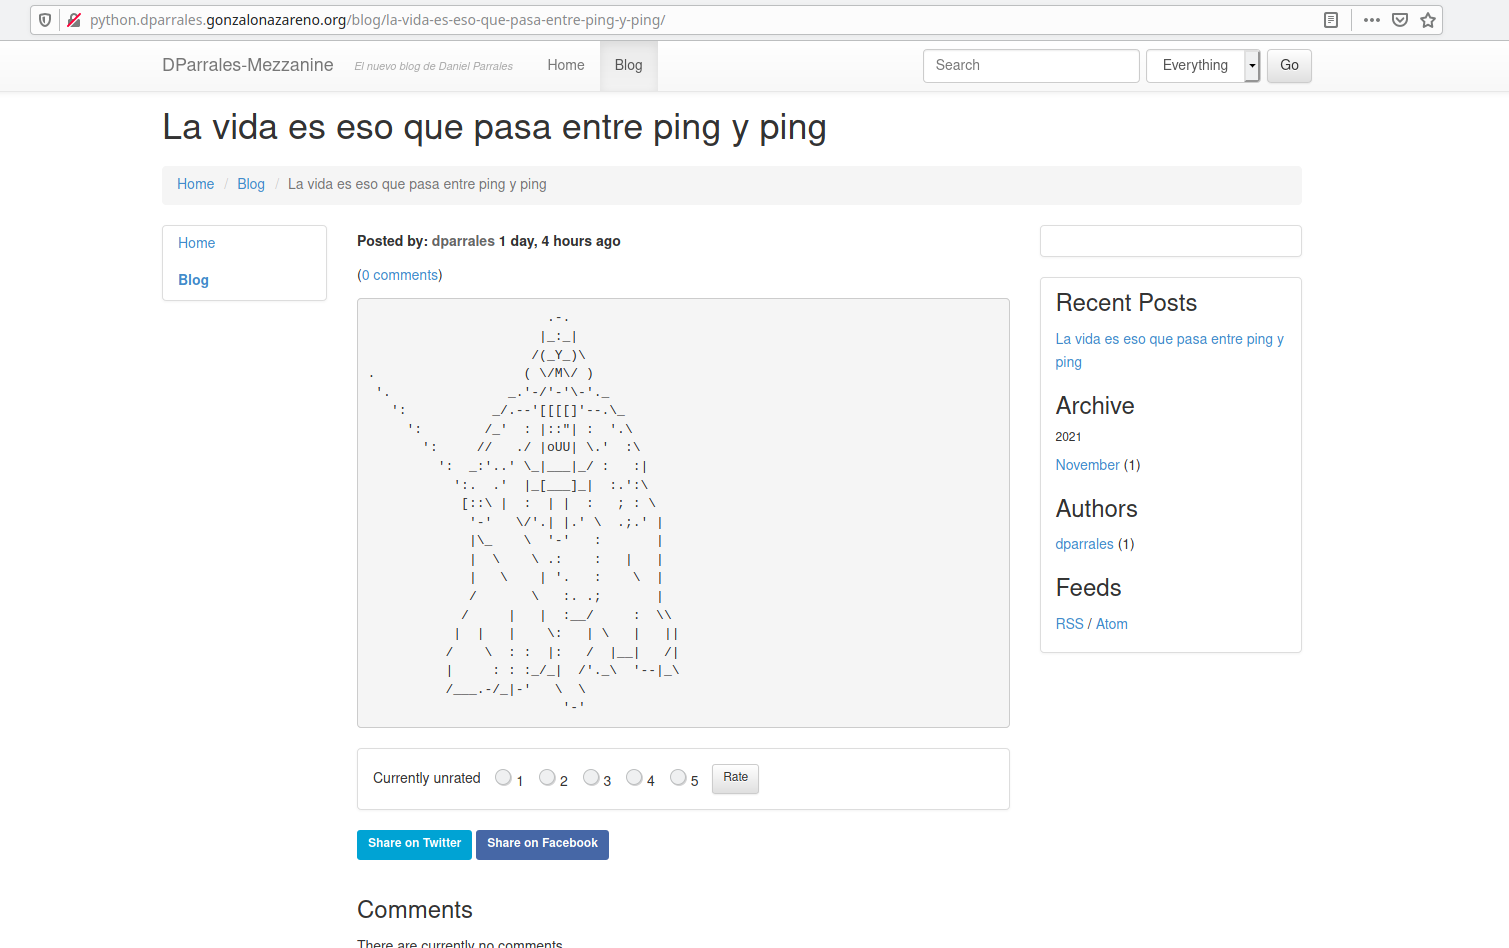 python.dparrales.gonzalonazareno.org/blog/la-vida-es-eso-que-pasa-entre-ping-y-ping/
DParrales-Mezzanine El nuevo blog de Daniel Parrales Home Blog Search Everything Go
La vida es eso que pasa entre ping y ping
Home / Blog / La vida es eso que pasa entre ping y ping
Home
Blog
Posted by: dparrales 1 day, 4 hours ago
(0 comments)
                       .-.
                      |_:_|
                     /(_Y_)\
.                   ( \/M\/ )
 '.               _.'-/'-'\-'._
   ':           _/.--'[[[[]'--.\_
     ':        /_'  : |::"| :  '.\
       ':     //   ./ |oUU| \.'  :\
         ':  _:'..' \_|___|_/ :   :|
           ':.  .'  |_[___]_|  :.':\
            [::\ |  :  | |  :   ; : \
             '-'   \/'.| |.' \  .;.' |
             |\_    \  '-'   :       |
             |  \    \ .:    :   |   |
             |   \    | '.   :    \  |
             /       \   :. .;       |
            /     |   |  :__/     :  \\
           |  |   |    \:   | \   |   ||
          /    \  : :  |:   /  |__|   /|
          |     : : :_/_|  /'._\  '--|_\
          /___.-/_|-'   \  \
                         '-'
Currently unrated 1 2 3 4 5 Rate
Share on Twitter Share on Facebook
Comments
There are currently no comments
Recent Posts
La vida es eso que pasa entre ping y
ping
Archive
2021
November (1)
Authors
dparrales (1)
Feeds
RSS / Atom